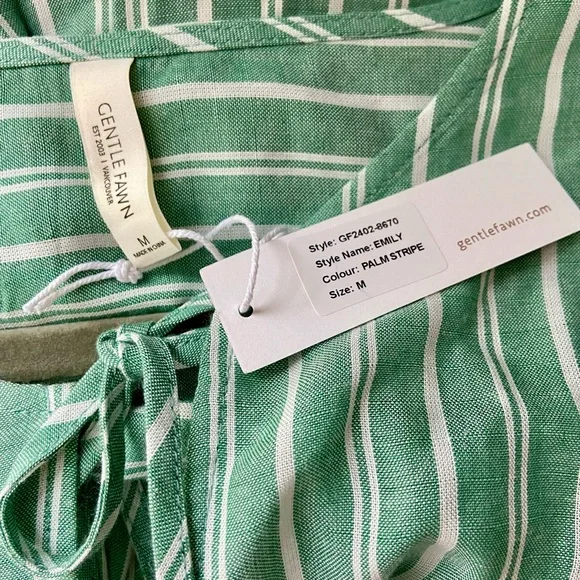 GENTLE FAWN
EST 2003 | VANCOUVER
M
MADE IN CHINA
Style: GF2402-8670
Style Name: EMILY
Colour: PALM STRIPE
Size: M
gentlefawn.com